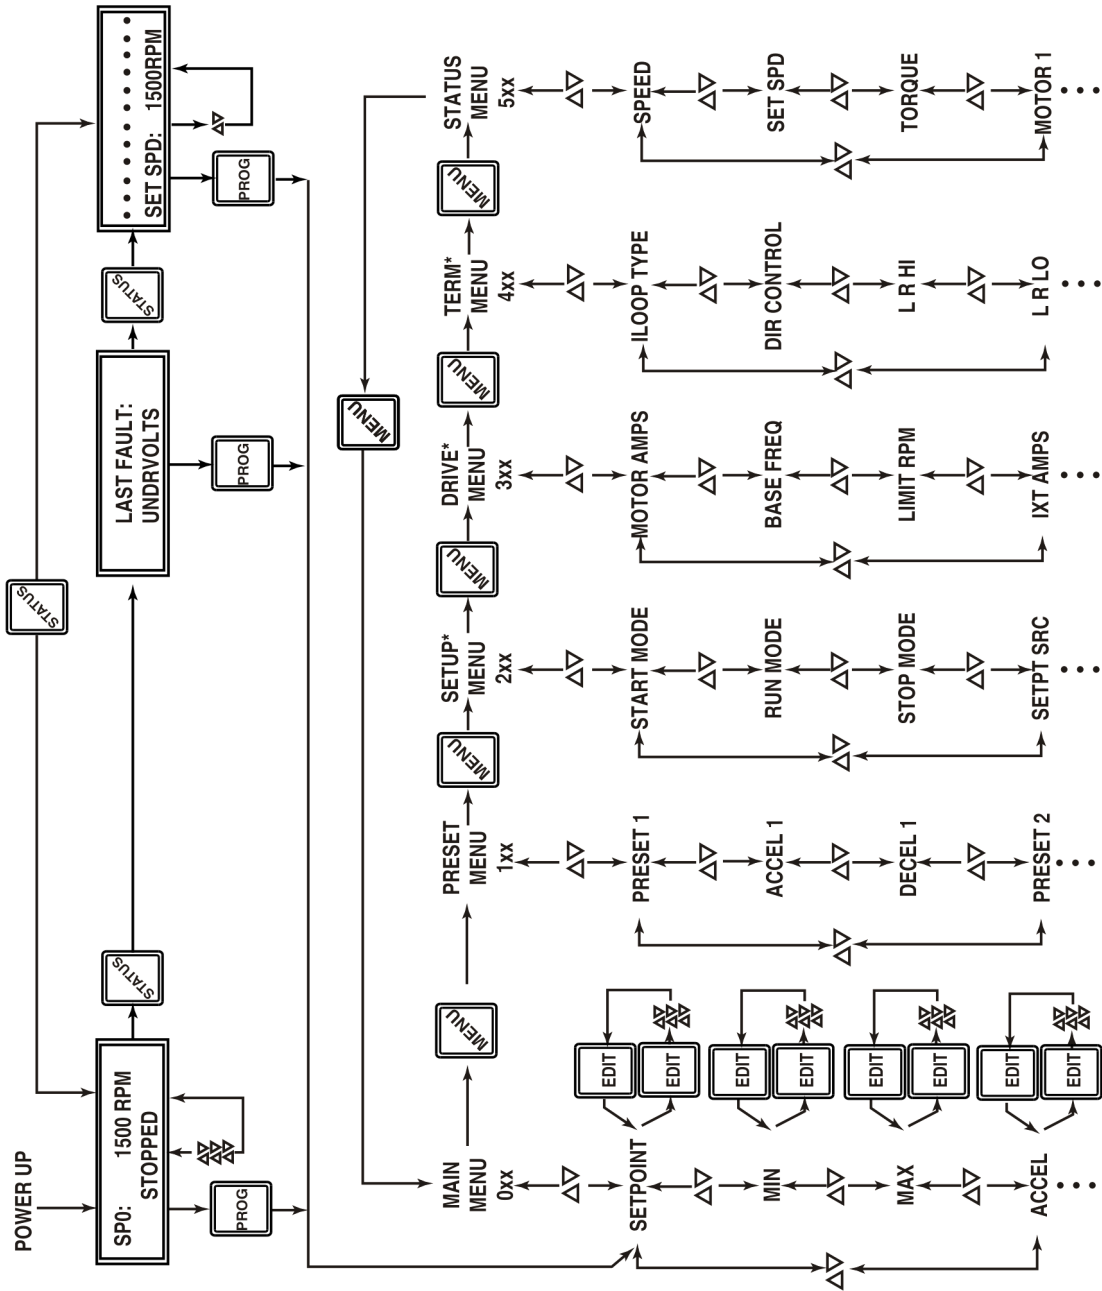 POWER UP
STATUS
SP0: 1500 RPM
STOPPED
STATUS
LAST FAULT:
UNDRVOLTS
STATUS
SET SPD: 1500RPM
PROG
PROG
PROG
MENU
MAIN
MENU
0xx
MENU
PRESET
MENU
1xx
MENU
SETUP*
MENU
2xx
MENU
DRIVE*
MENU
3xx
MENU
TERM*
MENU
4xx
MENU
STATUS
MENU
5xx
SETPOINT
EDIT
EDIT
MIN
EDIT
EDIT
MAX
EDIT
EDIT
ACCEL
EDIT
EDIT
PRESET 1
ACCEL 1
DECEL 1
PRESET 2
START MODE
RUN MODE
STOP MODE
SETPT SRC
MOTOR AMPS
BASE FREQ
LIMIT RPM
IXT AMPS
ILOOP TYPE
DIR CONTROL
L R HI
L R LO
SPEED
SET SPD
TORQUE
MOTOR 1